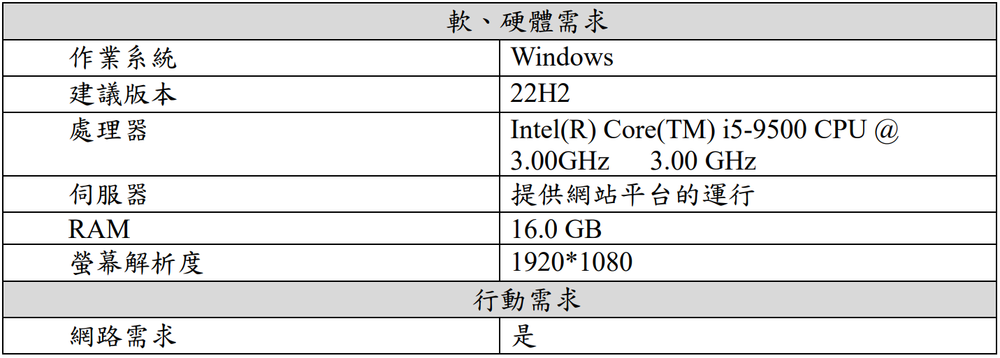 軟、硬體需求
作業系統 Windows
建議版本 22H2
處理器 Intel(R) Core(TM) i5-9500 CPU @
3.00GHz 3.00 GHz
伺服器 提供網站平台的運行
RAM 16.0 GB
螢幕解析度 1920*1080
行動需求
網路需求 是